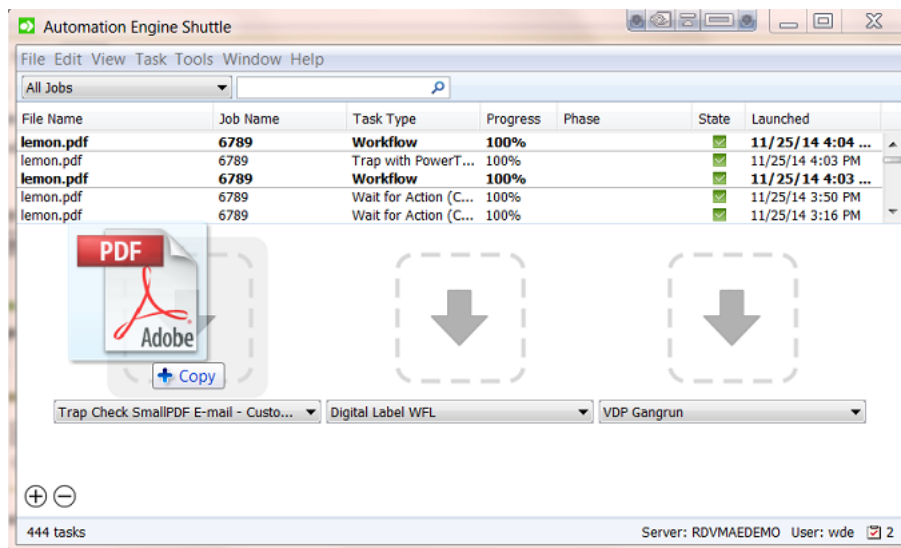 Automation Engine Shuttle
File Edit View Task Tools Window Help
All Jobs
File Name Job Name Task Type Progress Phase State Launched
lemon.pdf 6789 Workflow 100% 11/25/14 4:04 ...
lemon.pdf 6789 Trap with PowerT... 100% 11/25/14 4:03 PM
lemon.pdf 6789 Workflow 100% 11/25/14 4:03 ...
lemon.pdf 6789 Wait for Action (C... 100% 11/25/14 3:50 PM
lemon.pdf 6789 Wait for Action (C... 100% 11/25/14 3:16 PM
PDF
Adobe
Copy
Trap Check SmallPDF E-mail - Custo... Digital Label WFL VDP Gangrun
444 tasks Server: RDVMAEDEMO User: wde 2